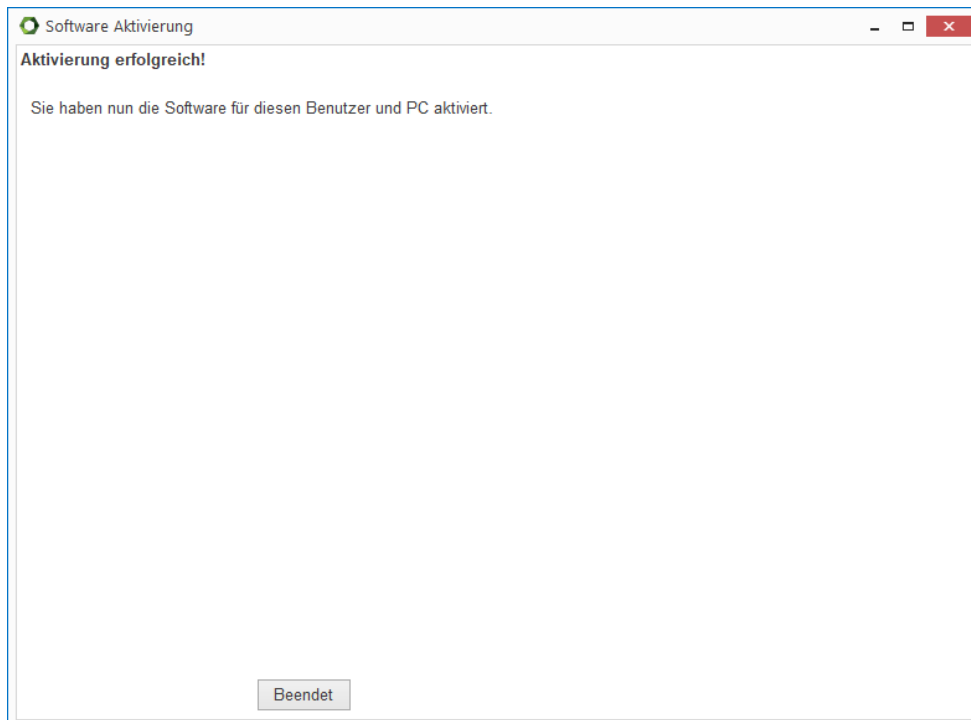 Software Aktivierung
Aktivierung erfolgreich!
Sie haben nun die Software für diesen Benutzer und PC aktiviert.
Beendet